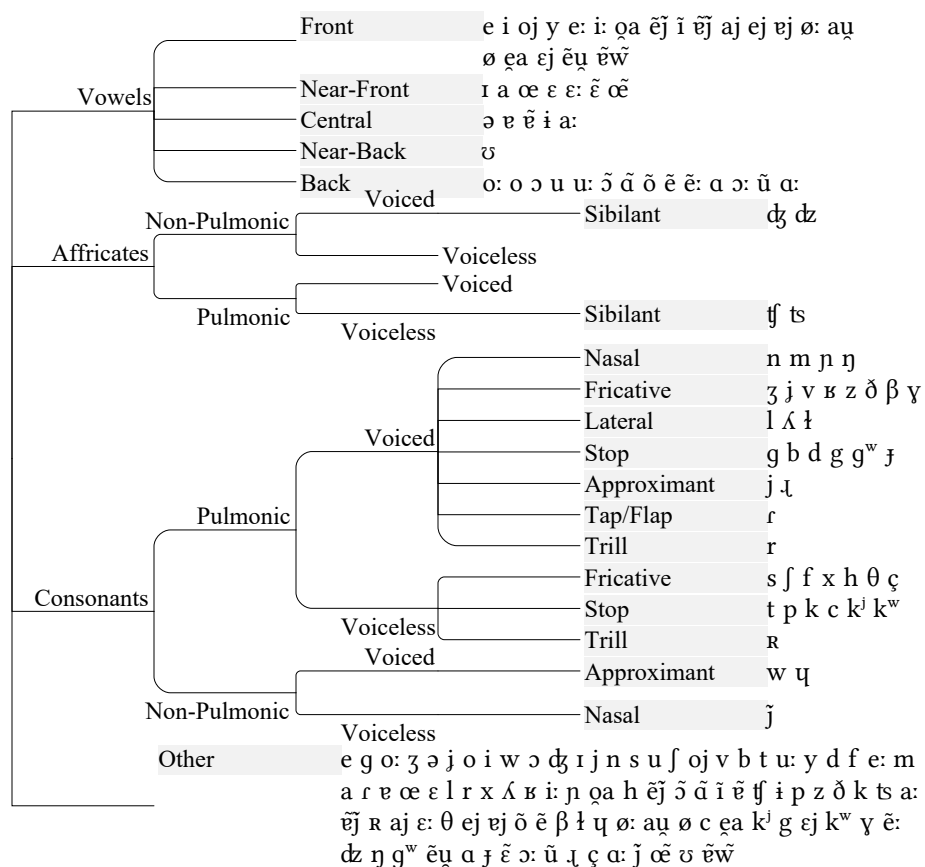 Front e i oj y eː iː o̯a ẽj̃ ĩ ɐ̃j̃ aj ej ɐj øː au̯
ø e̯a ɛj ẽu̯ ɐ̃w̃
Vowels
Near-Front ɪ a œ ɛ ɛː ɛ̃ œ̃
Central ə ɐ ɐ̃ ɨ aː
Near-Back ʊ
Back oː o ɔ u uː ɔ̃ ɑ̃ õ ẽ ẽː ɑ ɔː ũ ɑː
Voiced
Non-Pulmonic
Sibilant ʤ ʣ
Affricates
Voiceless
Voiced
Pulmonic
Voiceless
Sibilant ʧ ʦ
Nasal n m ɲ ŋ
Fricative ʒ ʝ v ʁ z ð β ɣ
Lateral l ʎ ɫ
Voiced
Stop ɡ b d g ɡʷ ɟ
Approximant j ɻ
Pulmonic
Tap/Flap ɾ
Trill r
Fricative s ʃ f x h θ ç
Consonants
Stop t p k c kʲ kʷ
Voiceless
Trill ʀ
Voiced
Approximant w ɥ
Non-Pulmonic
Nasal j̃
Voiceless
Other e ɡ oː ʒ ə ʝ o i w ɔ ʤ ɪ j n s u ʃ oj v b t uː y d f eː m
a ɾ ɐ œ ɛ l r x ʎ ʁ iː ɲ o̯a h ẽj̃ ɔ̃ ɑ̃ ĩ ɐ̃ ʧ ɨ p z ð k ʦ aː
ɐ̃j̃ ʀ aj ɛː θ ej ɐj õ ẽ β ɫ ɥ øː au̯ ø c e̯a kʲ g ɛj kʷ ɣ ẽː
ʣ ŋ ɡʷ ẽu̯ ɑ ɟ ɛ̃ ɔː ũ ɻ ç ɑː j̃ œ̃ ʊ ɐ̃w̃